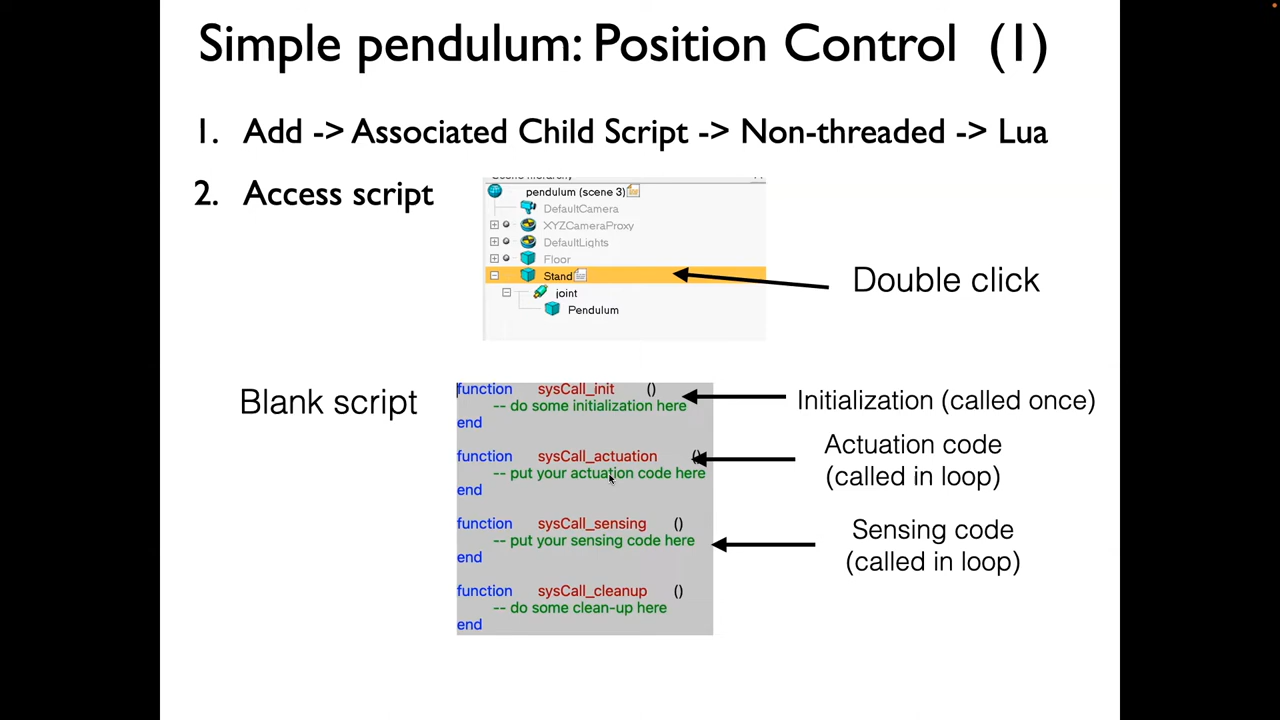 Simple pendulum: Position Control (1)
1. Add -> Associated Child Script -> Non-threaded -> Lua
2. Access script
Scene hierarchy
pendulum (scene 3)
DefaultCamera
XYZCameraProxy
DefaultLights
Floor
Stand
joint
Pendulum
Double click
Blank script
function sysCall_init ()
-- do some initialization here
end
function sysCall_actuation ()
-- put your actuation code here
end
function sysCall_sensing ()
-- put your sensing code here
end
function sysCall_cleanup ()
-- do some clean-up here
end
Initialization (called once)
Actuation code
(called in loop)
Sensing code
(called in loop)